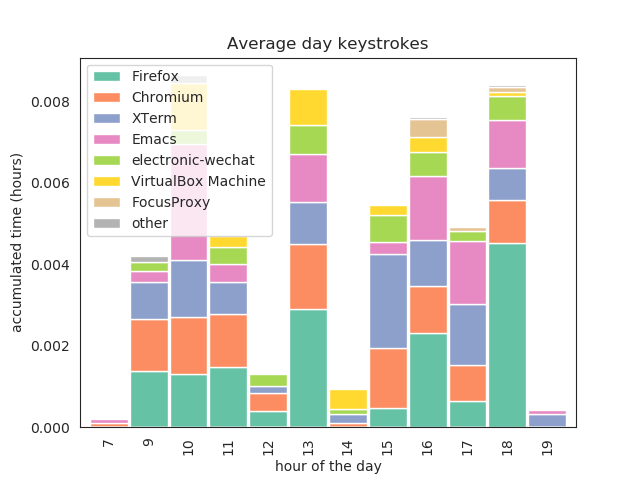 Average day keystrokes
Firefox
Chromium
XTerm
Emacs
electronic-wechat
VirtualBox Machine
FocusProxy
other
accumulated time (hours)
0.008
0.006
0.004
0.002
0.000
7 9 10 11 12 13 14 15 16 17 18 19
hour of the day